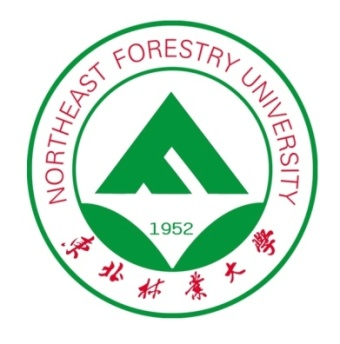 NORTHEAST FORESTRY UNIVERSITY
1952
东北林业大学